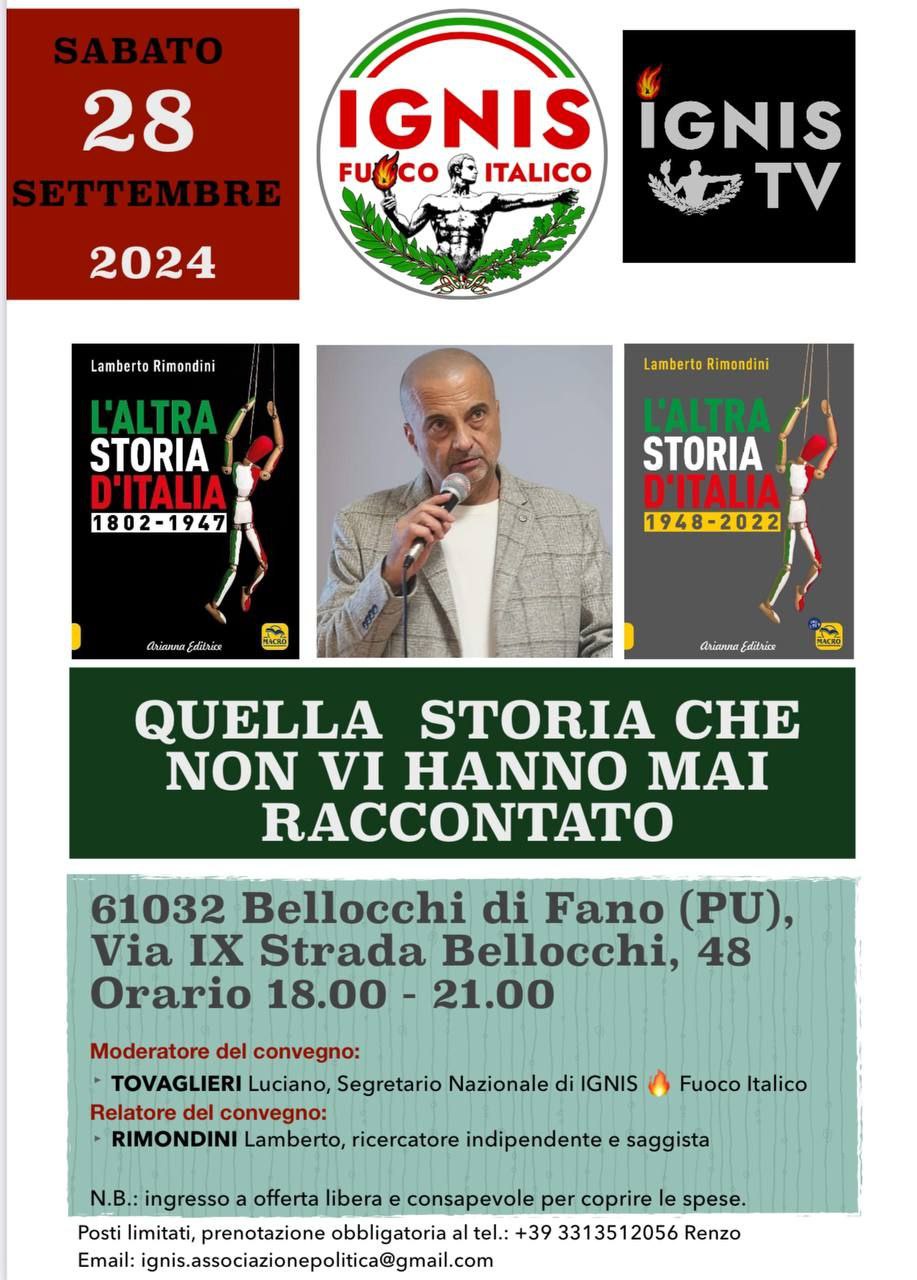 SABATO
28
SETTEMBRE
2024
IGNIS
FUOCO ITALICO
IGNIS
TV
Lamberto Rimondini
L'ALTRA
STORIA
D'ITALIA
1802-1947
Arianna Editrice
MACRO
Lamberto Rimondini
L'ALTRA
STORIA
D'ITALIA
1948-2022
Arianna Editrice
MACRO
QUELLA STORIA CHE
NON VI HANNO MAI
RACCONTATO
61032 Bellocchi di Fano (PU),
Via IX Strada Bellocchi, 48
Orario 18.00 - 21.00
Moderatore del convegno:
‣ TOVAGLIERI Luciano, Segretario Nazionale di IGNIS 🔥 Fuoco Italico
Relatore del convegno:
‣ RIMONDINI Lamberto, ricercatore indipendente e saggista
N.B.: ingresso a offerta libera e consapevole per coprire le spese.
Posti limitati, prenotazione obbligatoria al tel.: +39 3313512056 Renzo
Email: ignis.associazionepolitica@gmail.com